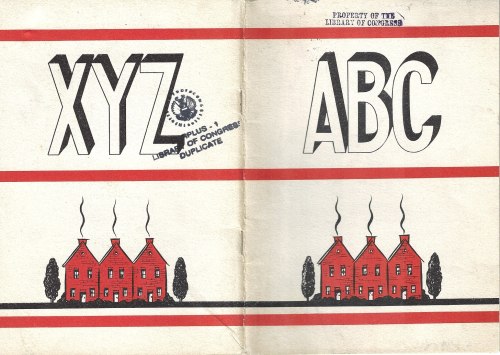 XYZ
SURPLUS - 1
LIBRARY OF CONGRESS
DUPLICATE
PROPERTY OF THE
LIBRARY OF CONGRESS
ABC